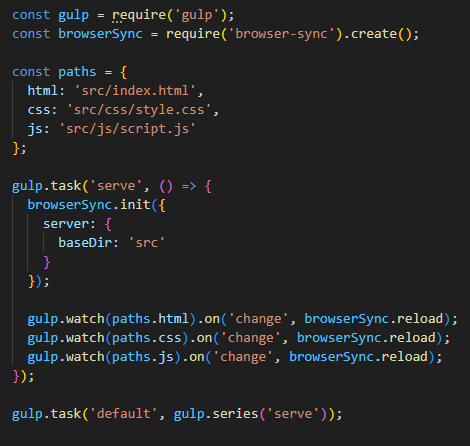 const gulp = require('gulp');
const browserSync = require('browser-sync').create();
const paths = {
html: 'src/index.html',
css: 'src/css/style.css',
js: 'src/js/script.js'
};
gulp.task('serve', () => {
browserSync.init({
server: {
baseDir: 'src'
}
});
gulp.watch(paths.html).on('change', browserSync.reload);
gulp.watch(paths.css).on('change', browserSync.reload);
gulp.watch(paths.js).on('change', browserSync.reload);
});
gulp.task('default', gulp.series('serve'));